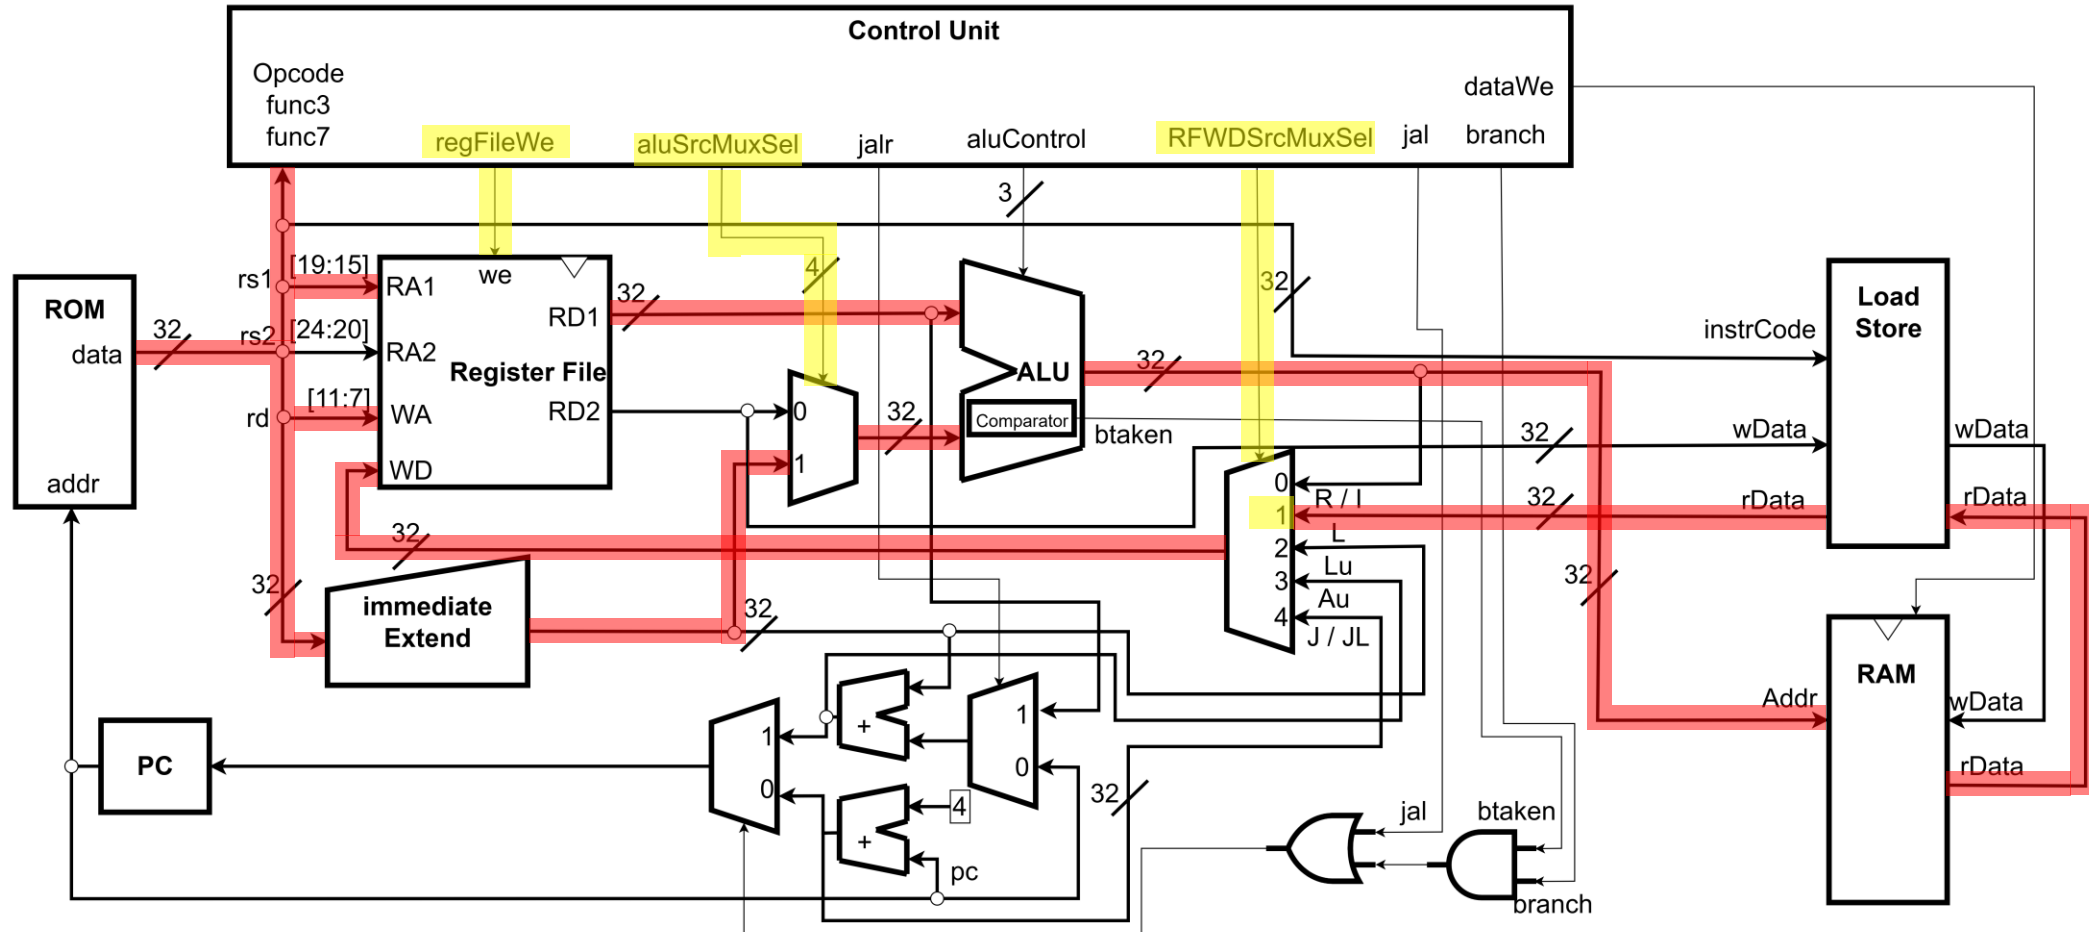 Control Unit
Opcode
func3
func7
regFileWe
aluSrcMuxSel
jalr
aluControl
RFWDSrcMuxSel
jal
branch
dataWe
3
rs1
[19:15]
RA1
we
4
32
32
ROM
data
addr
32
rs2
[24:20]
RA2
RD1
32
Register File
rd
[11:7]
WA
RD2
WD
0
1
32
ALU
Comparator
btaken
32
Load
Store
instrCode
wData
wData
32
rData
rData
32
0
R / I
1
L
2
Lu
3
Au
4
J / JL
32
32
immediate
Extend
32
32
RAM
Addr
wData
rData
PC
1
0
+
+
4
pc
1
0
32
jal
btaken
branch